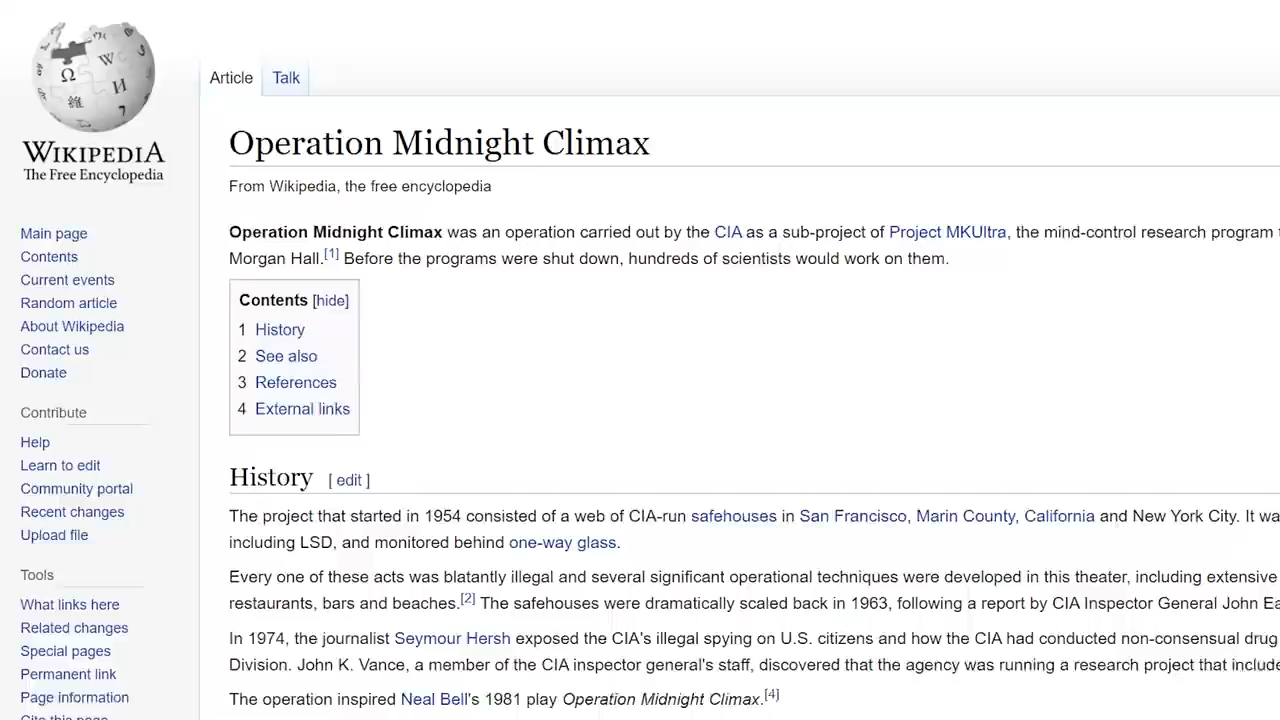 WIKIPEDIA
The Free Encyclopedia
Main page
Contents
Current events
Random article
About Wikipedia
Contact us
Donate
Contribute
Help
Learn to edit
Community portal
Recent changes
Upload file
Tools
What links here
Related changes
Special pages
Permanent link
Page information
Cite this page
Article Talk
Operation Midnight Climax
From Wikipedia, the free encyclopedia
Operation Midnight Climax was an operation carried out by the CIA as a sub-project of Project MKUltra, the mind-control research program
Morgan Hall.[1] Before the programs were shut down, hundreds of scientists would work on them.
Contents [hide]
1 History
2 See also
3 References
4 External links
History [ edit ]
The project that started in 1954 consisted of a web of CIA-run safehouses in San Francisco, Marin County, California and New York City. It
including LSD, and monitored behind one-way glass.
Every one of these acts was blatantly illegal and several significant operational techniques were developed in this theater, including extensive
restaurants, bars and beaches.[2] The safehouses were dramatically scaled back in 1963, following a report by CIA Inspector General John
In 1974, the journalist Seymour Hersh exposed the CIA's illegal spying on U.S. citizens and how the CIA had conducted non-consensual drug
Division. John K. Vance, a member of the CIA inspector general's staff, discovered that the agency was running a research project that
The operation inspired Neal Bell's 1981 play Operation Midnight Climax.[4]